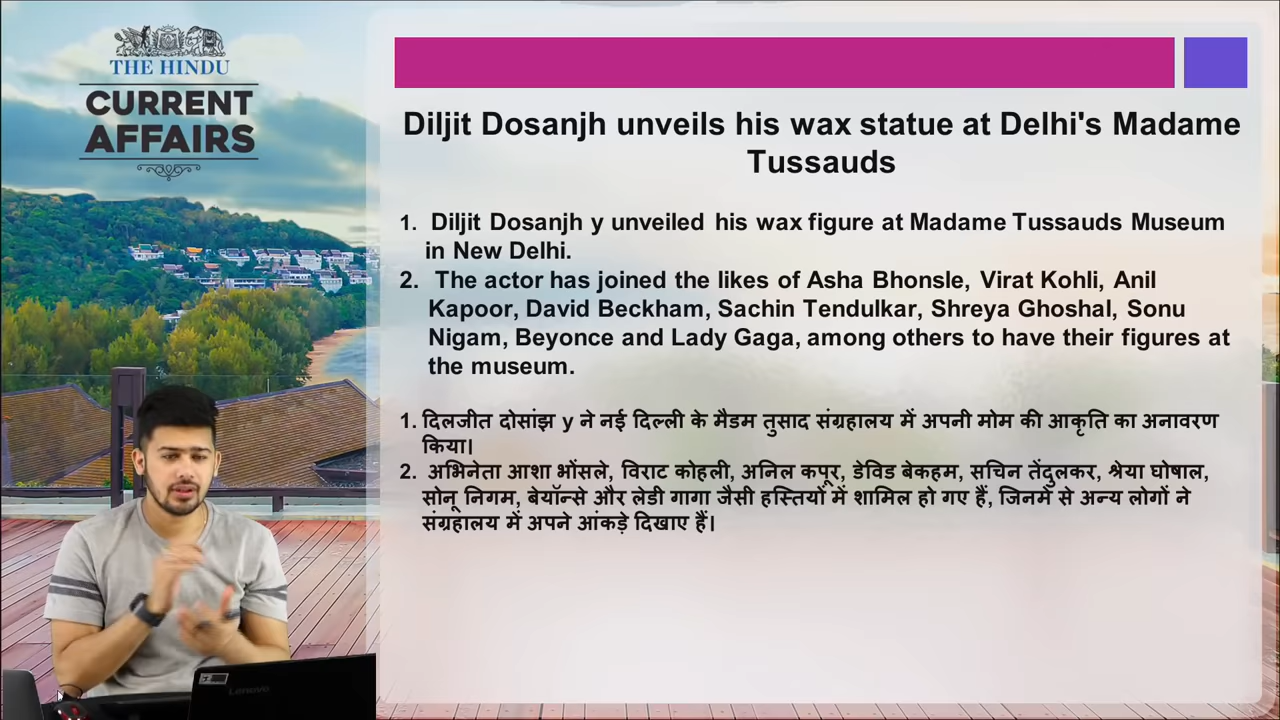 THE HINDU
CURRENT
AFFAIRS
Diljit Dosanjh unveils his wax statue at Delhi's Madame
Tussauds
1. Diljit Dosanjh y unveiled his wax figure at Madame Tussauds Museum
in New Delhi.
2. The actor has joined the likes of Asha Bhonsle, Virat Kohli, Anil
Kapoor, David Beckham, Sachin Tendulkar, Shreya Ghoshal, Sonu
Nigam, Beyonce and Lady Gaga, among others to have their figures at
the museum.
1. दिलजीत दोसांझ y ने नई दिल्ली के मैडम तुसाद संग्रहालय में अपनी मोम की आकृति का अनावरण
किया।
2. अभिनेता आशा भोंसले, विराट कोहली, अनिल कपूर, डेविड बेकहम, सचिन तेंदुलकर, श्रेया घोषाल,
सोनू निगम, बेयॉन्से और लेडी गागा जैसी हस्तियों में शामिल हो गए हैं, जिनमें से अन्य लोगों ने
संग्रहालय में अपने आंकड़े दिखाए हैं।
Lenovo